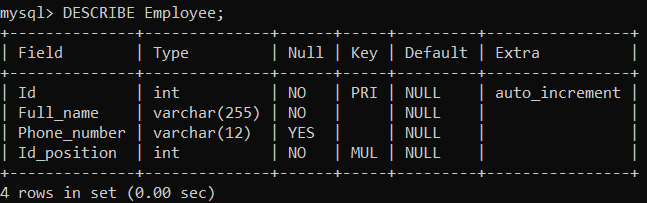 mysql> DESCRIBE Employee;
+--------------+--------------+------+-----+---------+----------------+
| Field        | Type         | Null | Key | Default | Extra          |
+--------------+--------------+------+-----+---------+----------------+
| Id           | int          | NO   | PRI | NULL    | auto_increment |
| Full_name    | varchar(255) | NO   |     | NULL    |                |
| Phone_number | varchar(12)  | YES  |     | NULL    |                |
| Id_position  | int          | NO   | MUL | NULL    |                |
+--------------+--------------+------+-----+---------+----------------+
4 rows in set (0.00 sec)